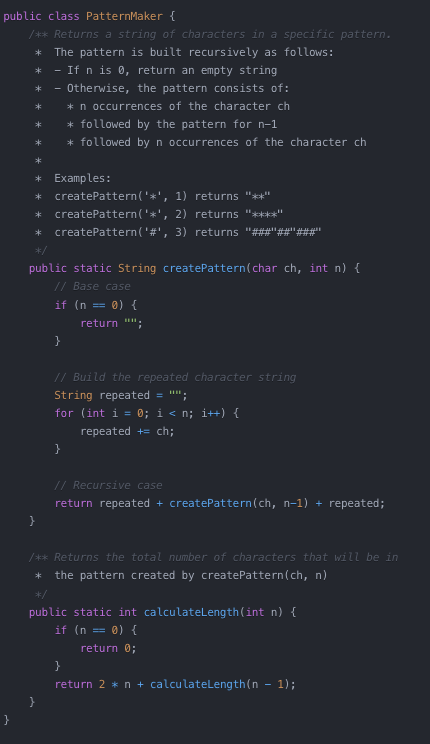 public class PatternMaker {
    /** Returns a string of characters in a specific pattern.
     *  The pattern is built recursively as follows:
     *  - If n is 0, return an empty string
     *  - Otherwise, the pattern consists of:
     *    * n occurrences of the character ch
     *    * followed by the pattern for n-1
     *    * followed by n occurrences of the character ch
     *
     *  Examples:
     *  createPattern('*', 1) returns "**"
     *  createPattern('*', 2) returns "****"
     *  createPattern('#', 3) returns "###"##"###"
     */
    public static String createPattern(char ch, int n) {
        // Base case
        if (n == 0) {
            return "";
        }

        // Build the repeated character string
        String repeated = "";
        for (int i = 0; i < n; i++) {
            repeated += ch;
        }

        // Recursive case
        return repeated + createPattern(ch, n-1) + repeated;
    }

    /** Returns the total number of characters that will be in
     *  the pattern created by createPattern(ch, n)
     */
    public static int calculateLength(int n) {
        if (n == 0) {
            return 0;
        }
        return 2 * n + calculateLength(n - 1);
    }
}